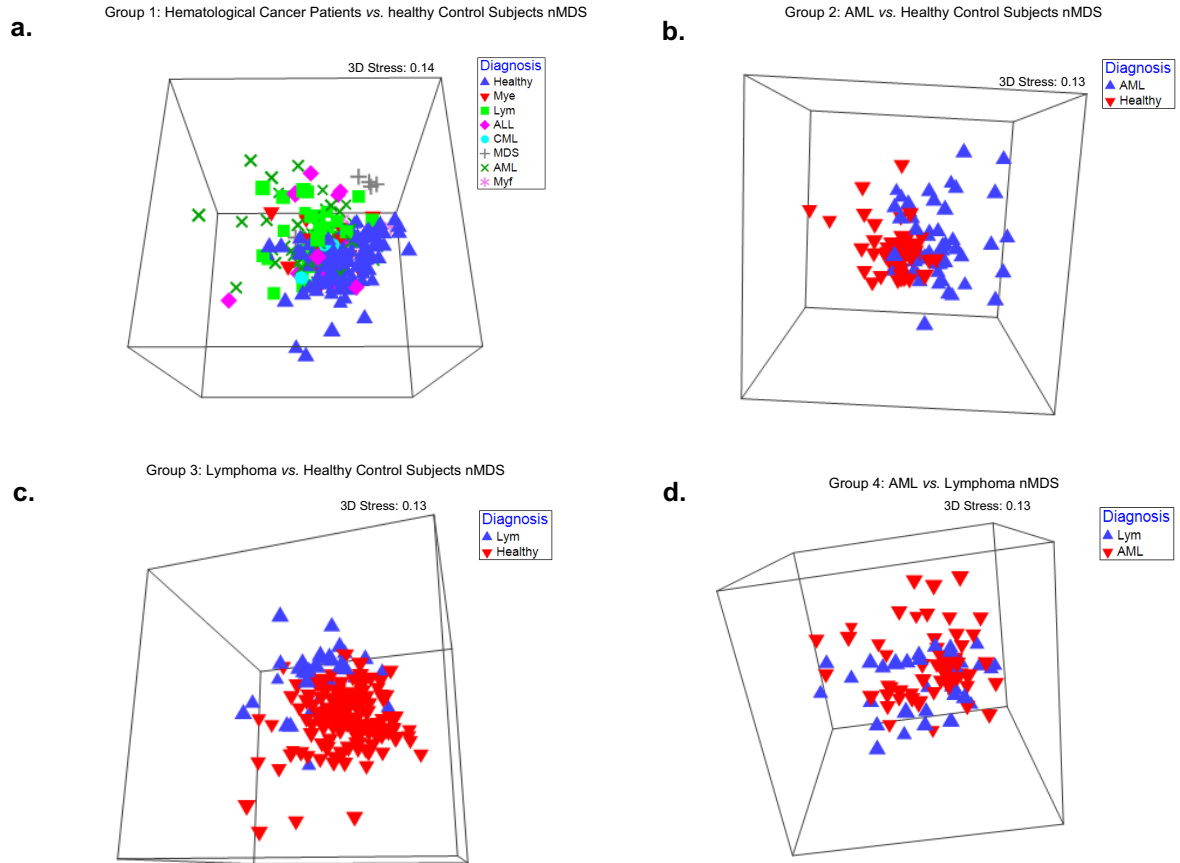 Group 1: Hematological Cancer Patients vs. healthy Control Subjects nMDS
a.
3D Stress: 0.14
Diagnosis
Healthy
Mye
Lym
ALL
CML
MDS
AML
Myf
Group 2: AML vs. Healthy Control Subjects nMDS
b.
3D Stress: 0.13
Diagnosis
AML
Healthy
Group 3: Lymphoma vs. Healthy Control Subjects nMDS
c.
3D Stress: 0.13
Diagnosis
Lym
Healthy
Group 4: AML vs. Lymphoma nMDS
d.
3D Stress: 0.13
Diagnosis
Lym
AML